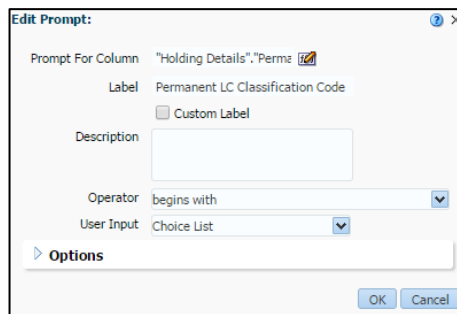 Edit Prompt:
Prompt For Column "Holding Details"."Perma
Label Permanent LC Classification Code
Custom Label
Description
Operator begins with
User Input Choice List
Options
OK Cancel